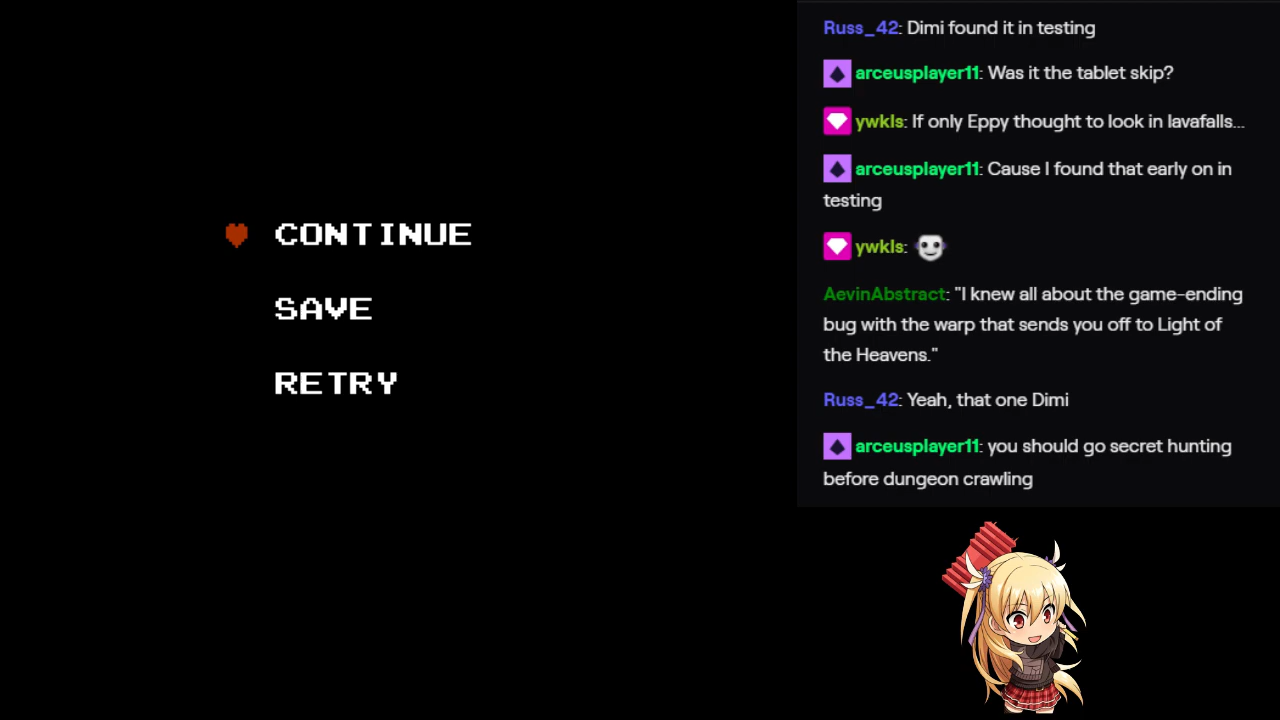 CONTINUE
SAVE
RETRY
Russ_42: Dimi found it in testing
arceusplayer11: Was it the tablet skip?
ywkls: If only Eppy thought to look in lavafalls...
arceusplayer11: Cause I found that early on in
testing
ywkls:
AevinAbstract: "I knew all about the game-ending
bug with the warp that sends you off to Light of
the Heavens."
Russ_42: Yeah, that one Dimi
arceusplayer11: you should go secret hunting
before dungeon crawling